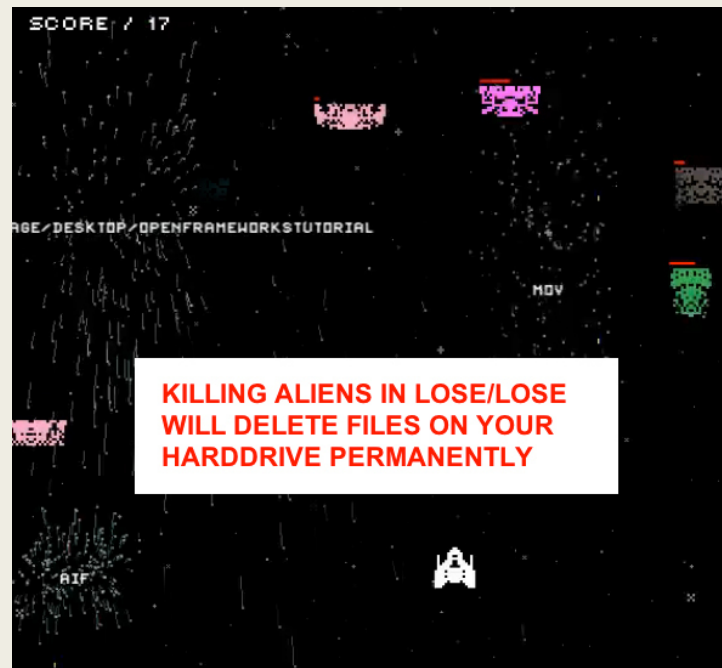 SCORE / 17
AGE/DESKTOP/OPENFRAMEWORKSTUTORIAL
MOV
KILLING ALIENS IN LOSE/LOSE
WILL DELETE FILES ON YOUR
HARDDRIVE PERMANENTLY
AIF